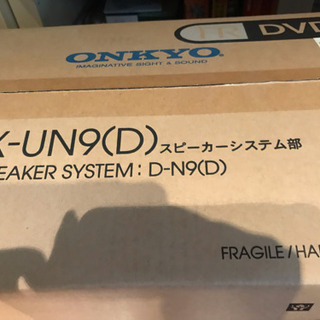 DVD
ONKYO
IMAGINATIVE SIGHT & SOUND
X-UN9(D) スピーカーシステム部
EAKER SYSTEM: D-N9(D)
FRAGILE/HA